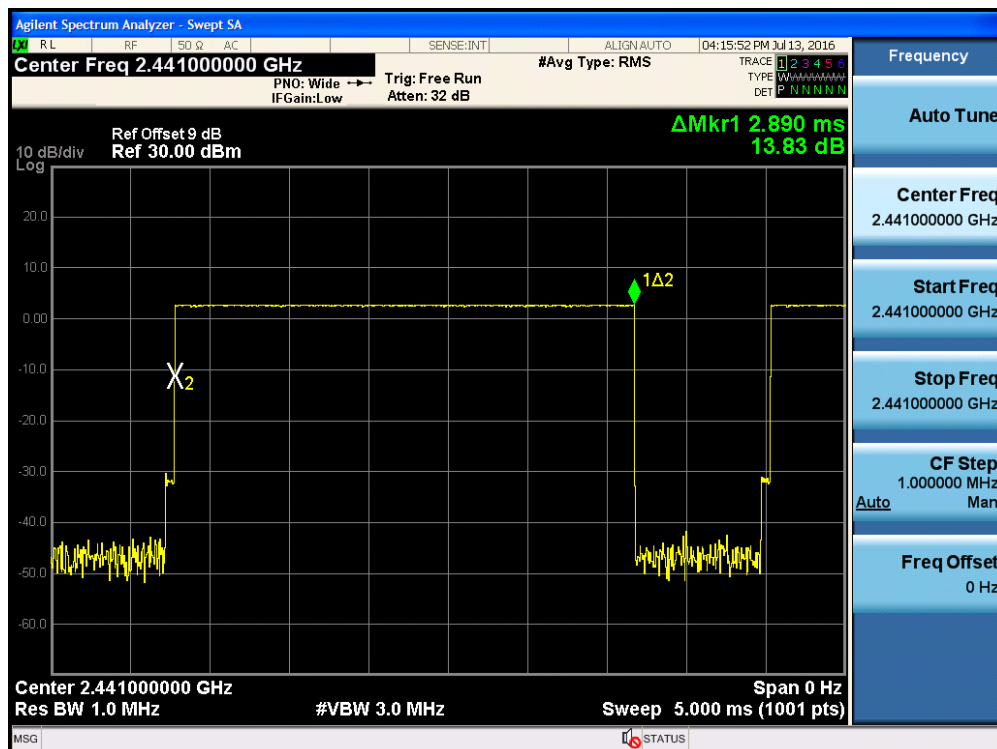 Agilent Spectrum Analyzer - Swept SA
LXI RL RF 50 Ω AC SENSE:INT ALIGN AUTO 04:15:52 PM Jul 13, 2016
Center Freq 2.441000000 GHz
PNO: Wide
IFGain:Low
Trig: Free Run
Atten: 32 dB
#Avg Type: RMS
TRACE 1 2 3 4 5 6
TYPE W
DET P N N N N N
Ref Offset 9 dB
Ref 30.00 dBm
10 dB/div
Log
ΔMkr1 2.890 ms
13.83 dB
20.0
10.0
0.00
-10.0
-20.0
-30.0
-40.0
-50.0
-60.0
1Δ2
X2
Center 2.441000000 GHz
Span 0 Hz
Res BW 1.0 MHz
#VBW 3.0 MHz
Sweep 5.000 ms (1001 pts)
MSG
STATUS
Frequency
Auto Tune
Center Freq
2.441000000 GHz
Start Freq
2.441000000 GHz
Stop Freq
2.441000000 GHz
CF Step
1.000000 MHz
Auto Man
Freq Offset
0 Hz